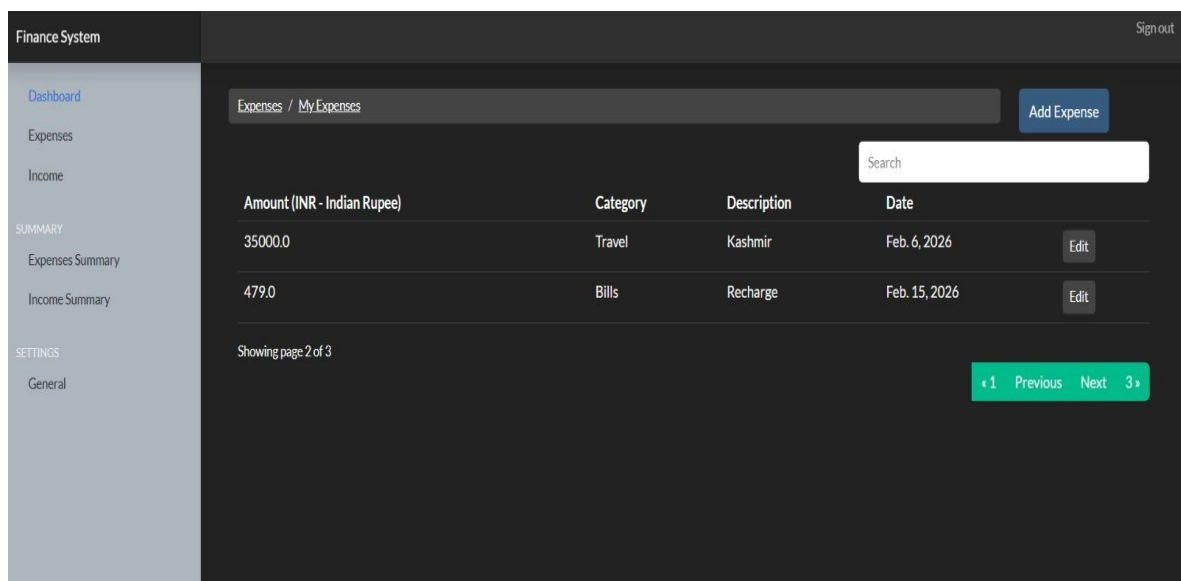 Finance System
Sign out
Dashboard
Expenses
Income
SUMMARY
Expenses Summary
Income Summary
SETTINGS
General
Expenses / My Expenses
Add Expense
Search
Amount (INR - Indian Rupee) Category Description Date
35000.0 Travel Kashmir Feb. 6, 2026 Edit
479.0 Bills Recharge Feb. 15, 2026 Edit
Showing page 2 of 3
« 1 Previous Next 3 »